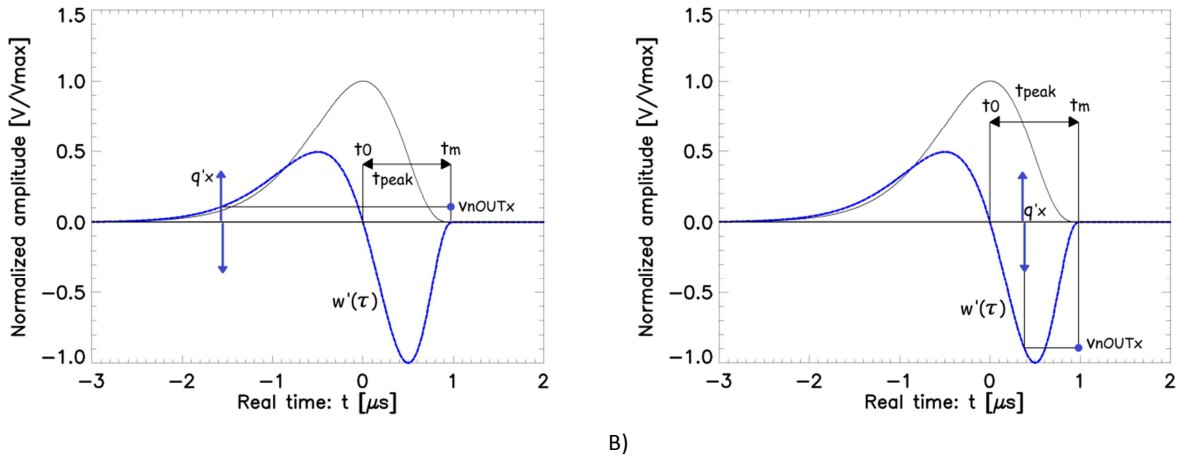 1.5
1.0
0.5
0.0
−0.5
−1.0
Normalized amplitude [V/Vmax]
q'x
t0
tm
tpeak
vnOUTx
w'(τ)
−3
−2
−1
0
1
2
Real time: t [μs]
1.5
1.0
0.5
0.0
−0.5
−1.0
Normalized amplitude [V/Vmax]
tpeak
t0
tm
q'x
w'(τ)
vnOUTx
−3
−2
−1
0
1
2
Real time: t [μs]
B)